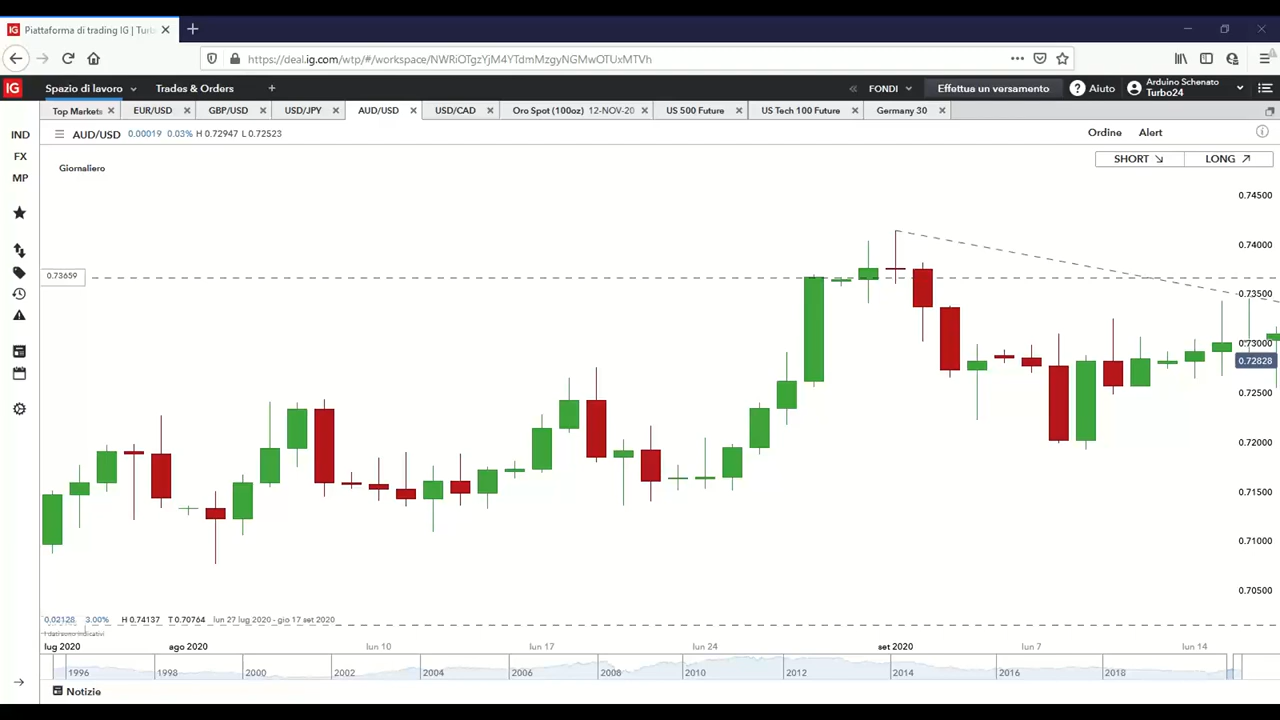 IG Piattaforma di trading IG | Turb
https://deal.ig.com/wtp/#/workspace/NWRiOTgzYjM4YTdmMzgyNGMwOTUxMTVh
IG Spazio di lavoro Trades & Orders + FONDI Effettua un versamento Aiuto Arduino Schenato
Turbo24
Top Markets EUR/USD GBP/USD USD/JPY AUD/USD USD/CAD Oro Spot (100oz) 12-NOV-20 US 500 Future US Tech 100 Future Germany 30
IND AUD/USD 0.00019 0.03% H 0.72947 L 0.72523 Ordine Alert
FX SHORT LONG
Giornaliero
MP
0.74500
0.74000
0.73659
0.73500
0.73000
0.72828
0.72500
0.72000
0.71500
0.71000
0.70500
0.02128 3.00% H 0.74137 T 0.70764 lun 27 lug 2020 - gio 17 set 2020
I dati sono indicativi
lug 2020 ago 2020 lun 10 lun 17 lun 24 set 2020 lun 7 lun 14
1996 1998 2000 2002 2004 2006 2008 2010 2012 2014 2016 2018
Notizie